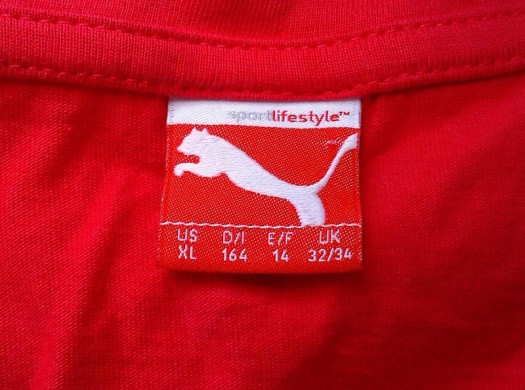 sportlifestyle™
US D/I E/F UK
XL 164 14 32/34